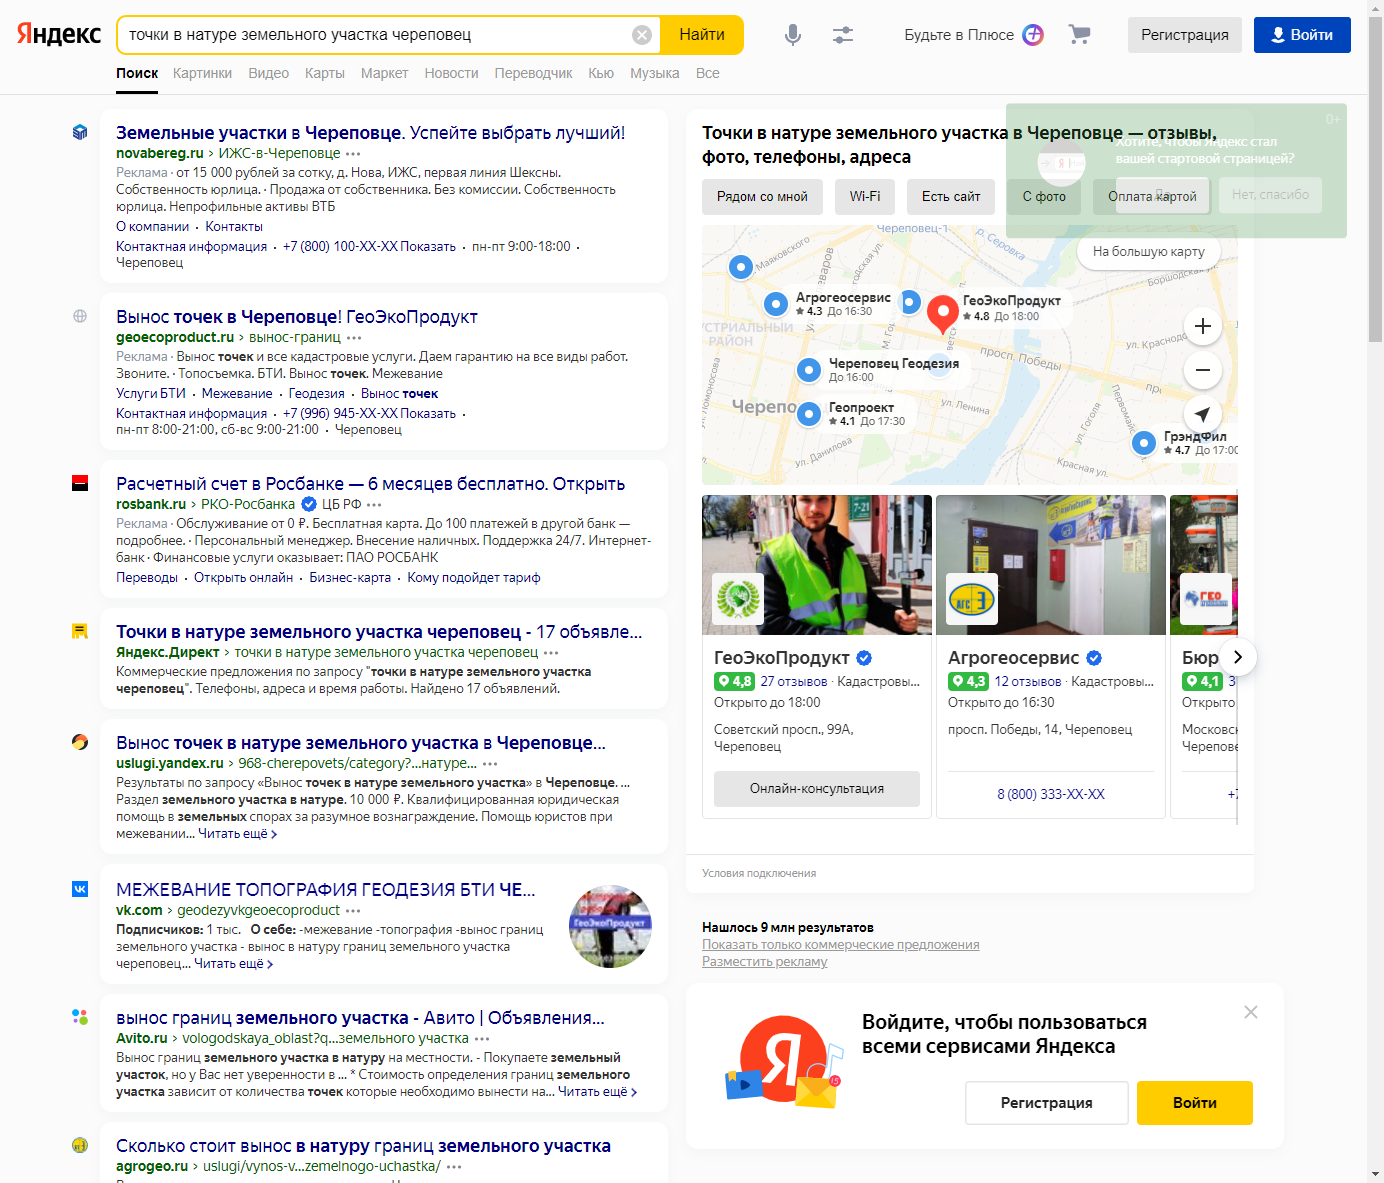 Яндекс
точки в натуре земельного участка череповец
Найти
Будьте в Плюсе
Регистрация
Войти
Поиск Картинки Видео Карты Маркет Новости Переводчик Кью Музыка Все
Земельные участки в Череповце. Успейте выбрать лучший!
novabereg.ru › ИЖС-в-Череповце
Реклама · от 15 000 рублей за сотку, д. Нова, ИЖС, первая линия Шексны.
Собственность юрлица. · Продажа от собственника. Без комиссии. Собственность
юрлица. Непрофильные активы ВТБ
О компании · Контакты
Контактная информация · +7 (800) 100-XX-XX Показать · пн-пт 9:00-18:00 ·
Череповец
Вынос точек в Череповце! ГеоЭкоПродукт
geoecoproduct.ru › вынос-границ
Реклама · Вынос точек и все кадастровые услуги. Даем гарантию на все виды работ.
Звоните. · Топосъемка. БТИ. Вынос точек. Межевание
Услуги БТИ · Межевание · Геодезия · Вынос точек
Контактная информация · +7 (996) 945-XX-XX Показать ·
пн-пт 8:00-21:00, сб-вс 9:00-21:00 · Череповец
Расчетный счет в Росбанке — 6 месяцев бесплатно. Открыть
rosbank.ru › РКО-Росбанка ЦБ РФ
Реклама · Обслуживание от 0 ₽. Бесплатная карта. До 100 платежей в другой банк —
подробнее. · Персональный менеджер. Внесение наличных. Поддержка 24/7. Интернет-
банк · Финансовые услуги оказывает: ПАО РОСБАНК
Переводы · Открыть онлайн · Бизнес-карта · Кому подойдет тариф
Точки в натуре земельного участка череповец - 17 объявле...
Яндекс.Директ › точки в натуре земельного участка череповец
Коммерческие предложения по запросу "точки в натуре земельного участка
череповец". Телефоны, адреса и время работы. Найдено 17 объявлений.
Вынос точек в натуре земельного участка в Череповце...
uslugi.yandex.ru › 968-cherepovets/category?...натуре...
Результаты по запросу «Вынос точек в натуре земельного участка» в Череповце. ...
Раздел земельного участка в натуре. 10 000 ₽. Квалифицированная юридическая
помощь в земельных спорах за разумное вознаграждение. Помощь юристов при
межевании... Читать ещё ›
МЕЖЕВАНИЕ ТОПОГРАФИЯ ГЕОДЕЗИЯ БТИ ЧЕ...
vk.com › geodezyvkgeoecoproduct
Подписчиков: 1 тыс. О себе: -межевание -топография -вынос границ
земельного участка - вынос в натуру границ земельного участка
череповец... Читать ещё ›
ГеоЭкоПродукт
вынос границ земельного участка - Авито | Объявления...
Avito.ru › vologodskaya_oblast?q...земельного участка
Вынос границ земельного участка в натуру на местности. - Покупаете земельный
участок, но у Вас нет уверенности в ... * Стоимость определения границ земельного
участка зависит от количества точек которые необходимо вынести на... Читать ещё ›
Сколько стоит вынос в натуру границ земельного участка
agrogeo.ru › uslugi/vynos-v...zemelnogo-uchastka/
Точки в натуре земельного участка в Череповце — отзывы,
фото, телефоны, адреса
0+
Хотите, чтобы Яндекс стал
вашей стартовой страницей?
Да
Нет, спасибо
Рядом со мной
Wi-Fi
Есть сайт
С фото
Оплата картой
Череповец-1
р. Серовка
На большую карту
Маяковского
Боршодская
Агрогеосервис
4.3 До 16:30
ГеоЭкоПродукт
4.8 До 18:00
УСТРИАЛЬНЫЙ
РАЙОН
просп. Победы
ул. Краснодо
Череповец Геодезия
До 16:00
Черепо
Геопроект
4.1 До 17:30
ул. Ленина
ул. Гоголя
Первомайск
ул. Данилова
Красная ул.
ГрэндФил
4.7 До 17:00
7-21
АГС Э
ГЕО
ГеоЭкоПродукт
4,8 27 отзывов · Кадастровы...
Открыто до 18:00
Советский просп., 99А,
Череповец
Онлайн-консультация
Агрогеосервис
4,3 12 отзывов · Кадастровы...
Открыто до 16:30
просп. Победы, 14, Череповец
8 (800) 333-XX-XX
Бюр
4,1 3
Открыто
Московск
Черепове
+7
Условия подключения
Нашлось 9 млн результатов
Показать только коммерческие предложения
Разместить рекламу
Войдите, чтобы пользоваться
всеми сервисами Яндекса
Я
15
Регистрация
Войти